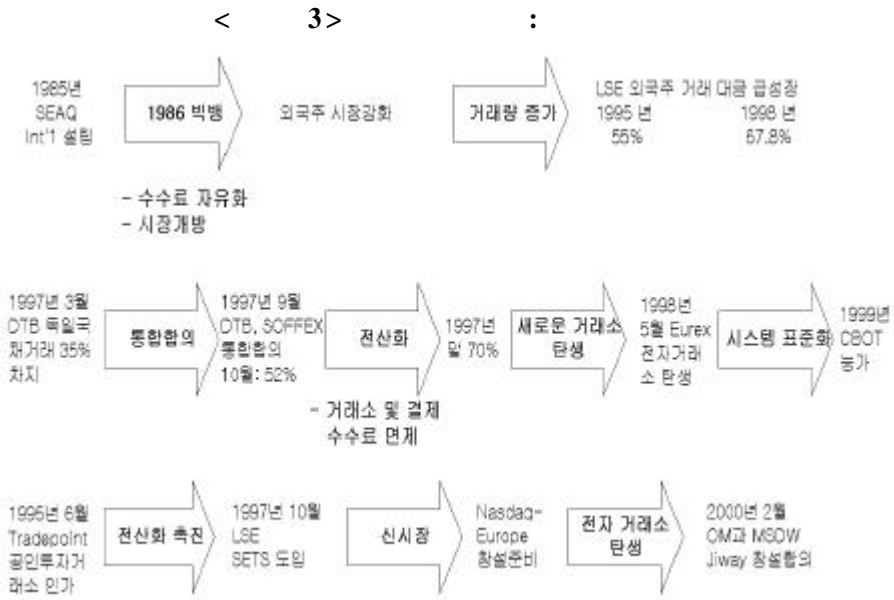 < 3> :
1985년
SEAQ
Int'l 설립
1986 빅뱅
- 수수료 자유화
- 시장개방
외국주 시장강화
거래량 증가
LSE 외국주 거래 대금 급성장
1995 년 1998 년
55% 67.8%
1997년 3월
DTB 독일국
채거래 35%
차지
통합합의
1997년 9월
DTB, SOFFEX
통합합의
10월: 52%
전산화
- 거래소 및 결제
수수료 면제
1997년
말 70%
새로운 거래소
탄생
1998년
5월 Eurex
전자거래
소 탄생
시스템 표준화
1999년
CBOT
능가
1995년 6월
Tradepoint
공인투자거
래소 인가
전산화 촉진
1997년 10월
LSE
SETS 도입
신시장
Nasdaq-
Europe
창설준비
전자 거래소
탄생
2000년 2월
OM과 MSDW
Jiway 창설합의